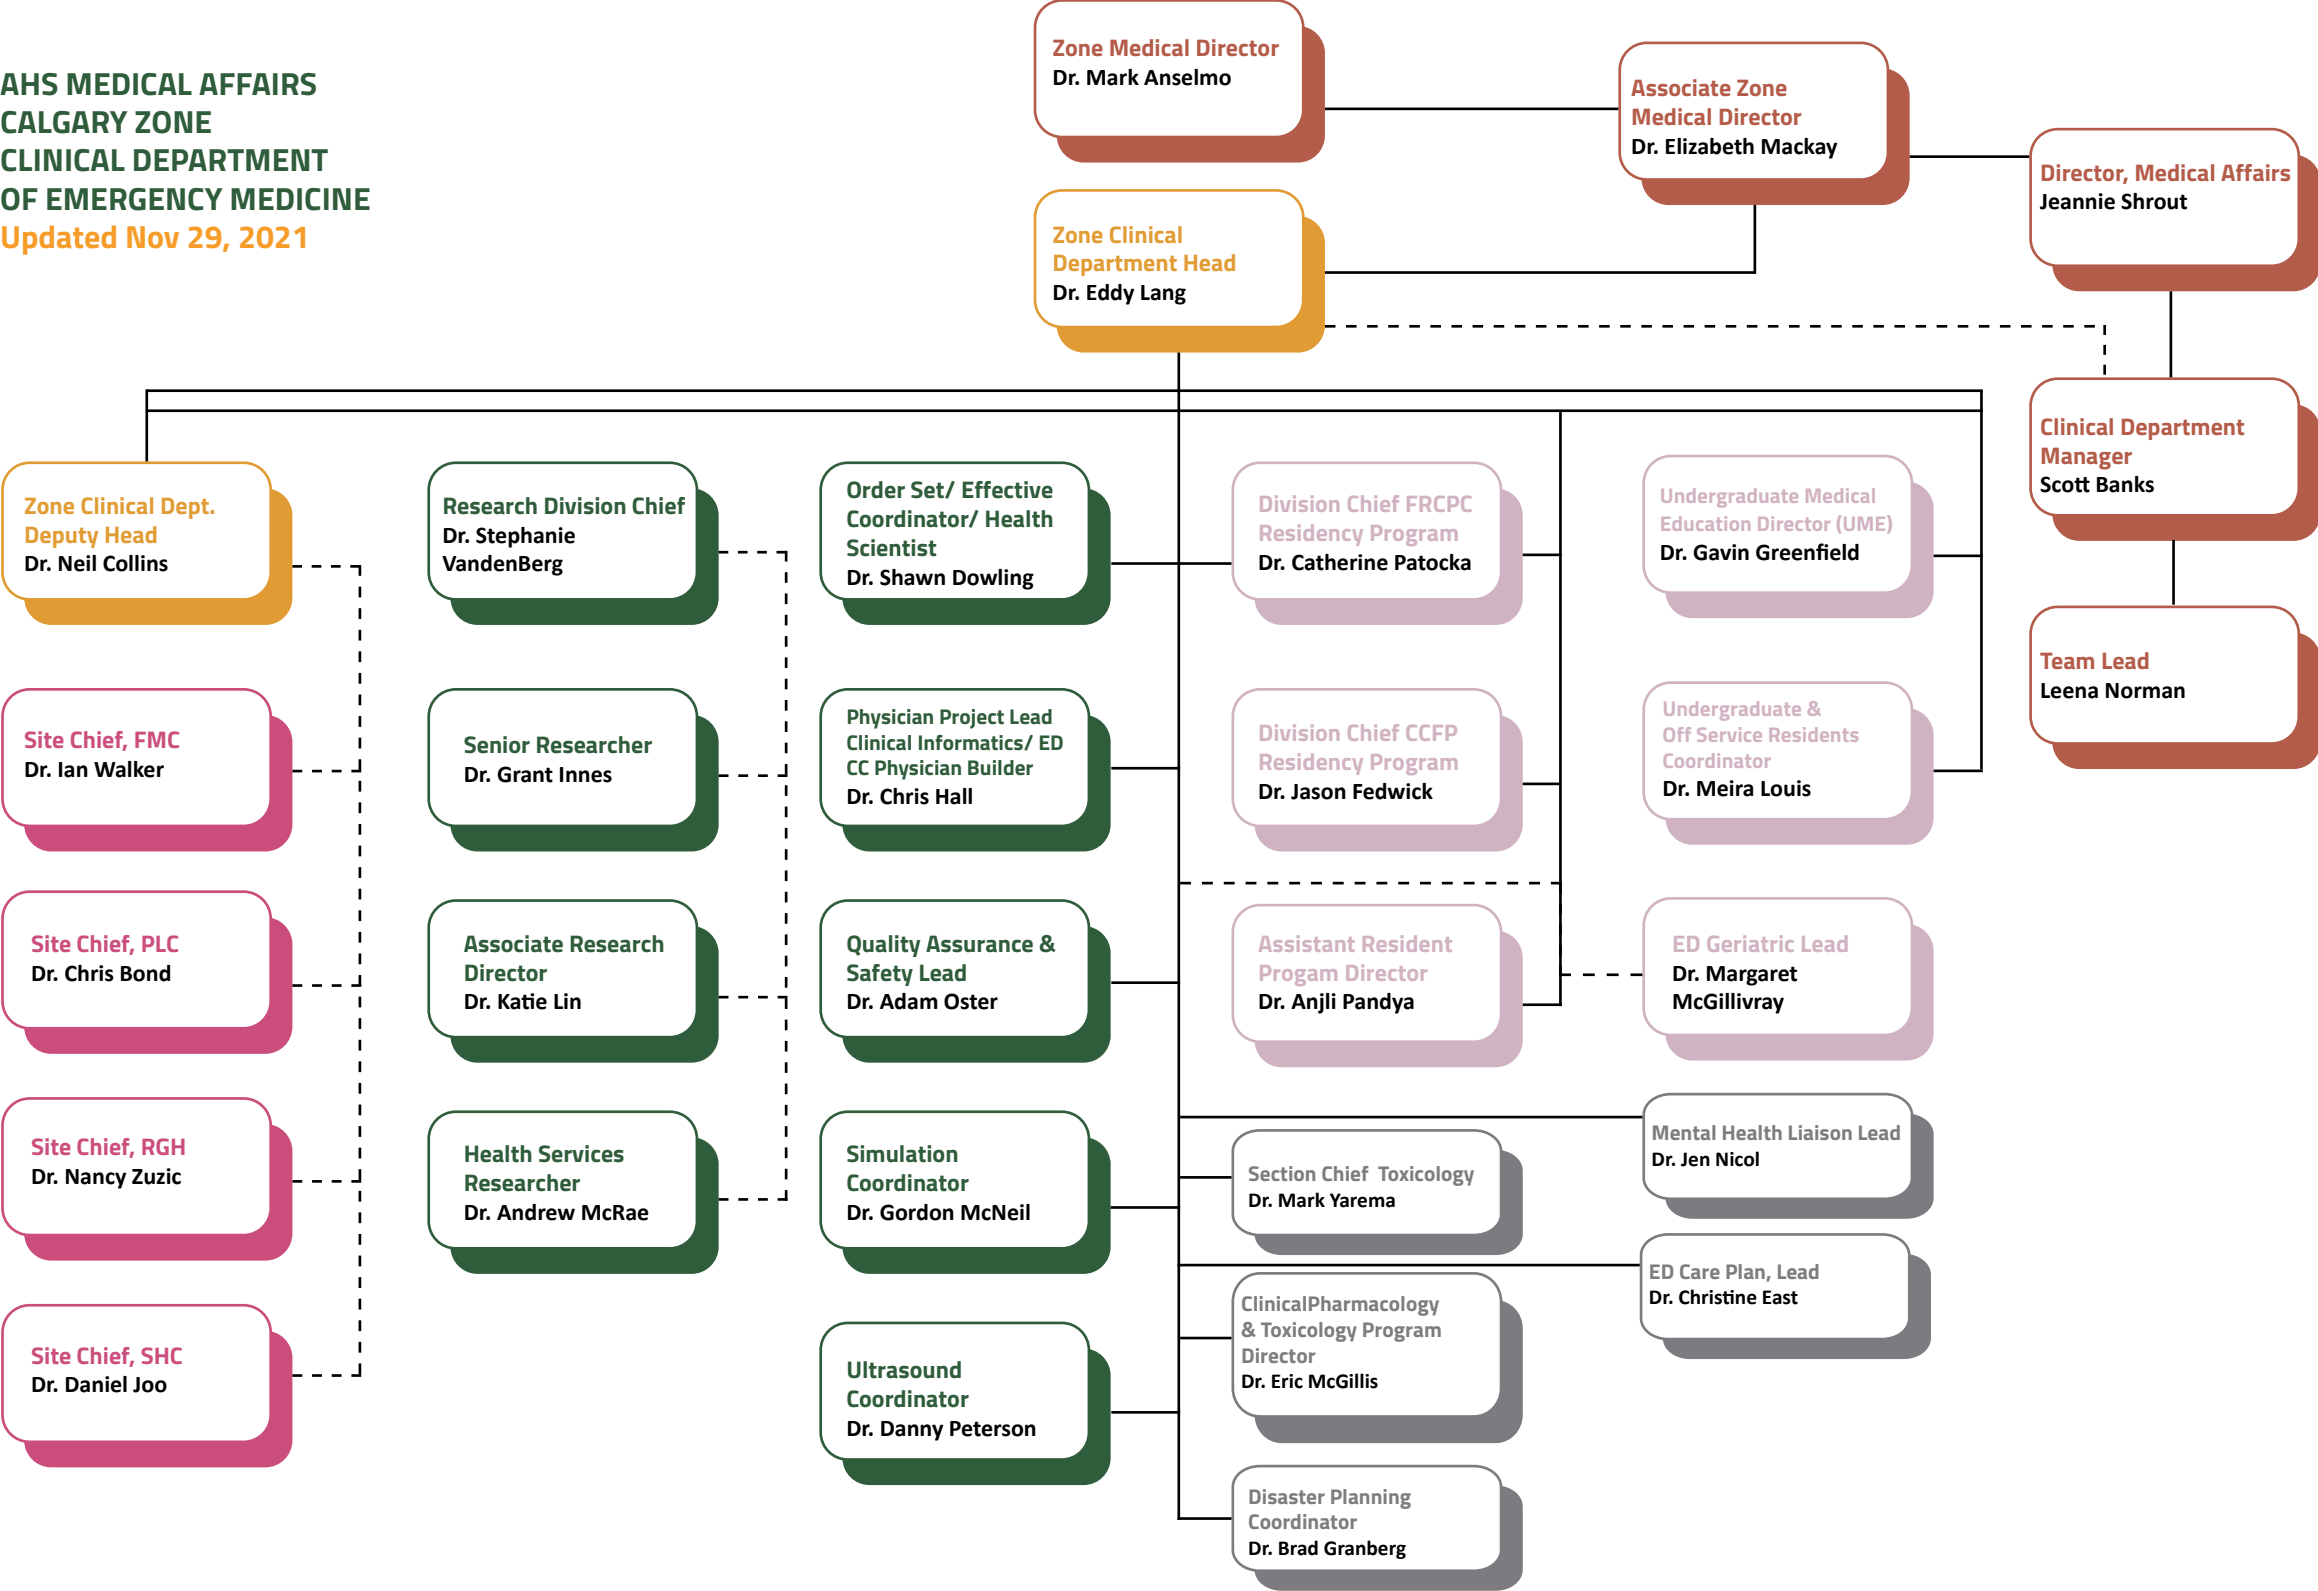 AHS MEDICAL AFFAIRS
CALGARY ZONE
CLINICAL DEPARTMENT
OF EMERGENCY MEDICINE
Updated Nov 29, 2021
Zone Medical Director
Dr. Mark Anselmo
Associate Zone
Medical Director
Dr. Elizabeth Mackay
Director, Medical Affairs
Jeannie Shrout
Zone Clinical
Department Head
Dr. Eddy Lang
Clinical Department
Manager
Scott Banks
Team Lead
Leena Norman
Zone Clinical Dept.
Deputy Head
Dr. Neil Collins
Site Chief, FMC
Dr. Ian Walker
Site Chief, PLC
Dr. Chris Bond
Site Chief, RGH
Dr. Nancy Zuzic
Site Chief, SHC
Dr. Daniel Joo
Research Division Chief
Dr. Stephanie
VandenBerg
Senior Researcher
Dr. Grant Innes
Associate Research
Director
Dr. Katie Lin
Health Services
Researcher
Dr. Andrew McRae
Order Set/ Effective
Coordinator/ Health
Scientist
Dr. Shawn Dowling
Physician Project Lead
Clinical Informatics/ ED
CC Physician Builder
Dr. Chris Hall
Quality Assurance &
Safety Lead
Dr. Adam Oster
Simulation
Coordinator
Dr. Gordon McNeil
Ultrasound
Coordinator
Dr. Danny Peterson
Division Chief FRCPC
Residency Program
Dr. Catherine Patocka
Division Chief CCFP
Residency Program
Dr. Jason Fedwick
Assistant Resident
Progam Director
Dr. Anjli Pandya
Section Chief Toxicology
Dr. Mark Yarema
ClinicalPharmacology
& Toxicology Program
Director
Dr. Eric McGillis
Disaster Planning
Coordinator
Dr. Brad Granberg
Undergraduate Medical
Education Director (UME)
Dr. Gavin Greenfield
Undergraduate &
Off Service Residents
Coordinator
Dr. Meira Louis
ED Geriatric Lead
Dr. Margaret
McGillivray
Mental Health Liaison Lead
Dr. Jen Nicol
ED Care Plan, Lead
Dr. Christine East